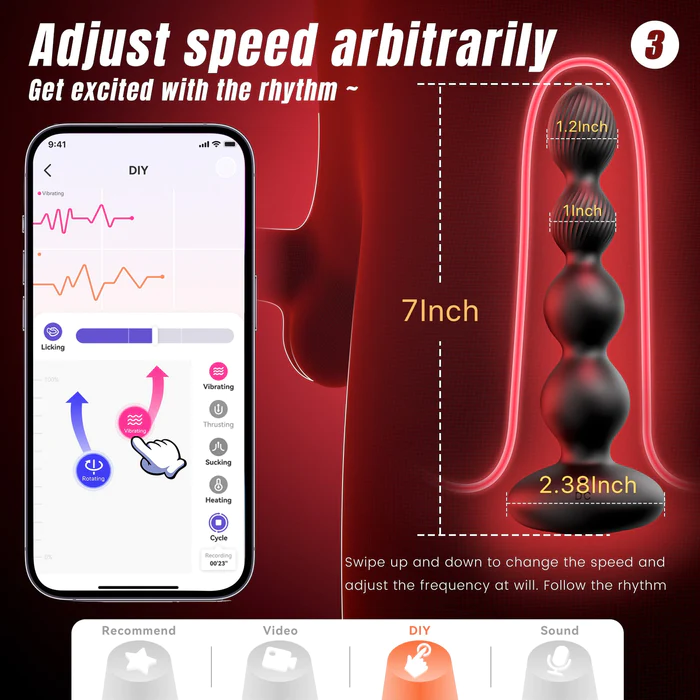 Adjust speed arbitrarily
3
Get excited with the rhythm ~
9:41
DIY
Vibrating
Licking
100%
Vibrating
Thrusting
Vibrating
Sucking
Rotating
Heating
Cycle
0%
Recording
00'23"
1.2Inch
1Inch
7Inch
2.38Inch
DC
Swipe up and down to change the speed and
adjust the frequency at will. Follow the rhythm
Recommend
Video
DIY
Sound